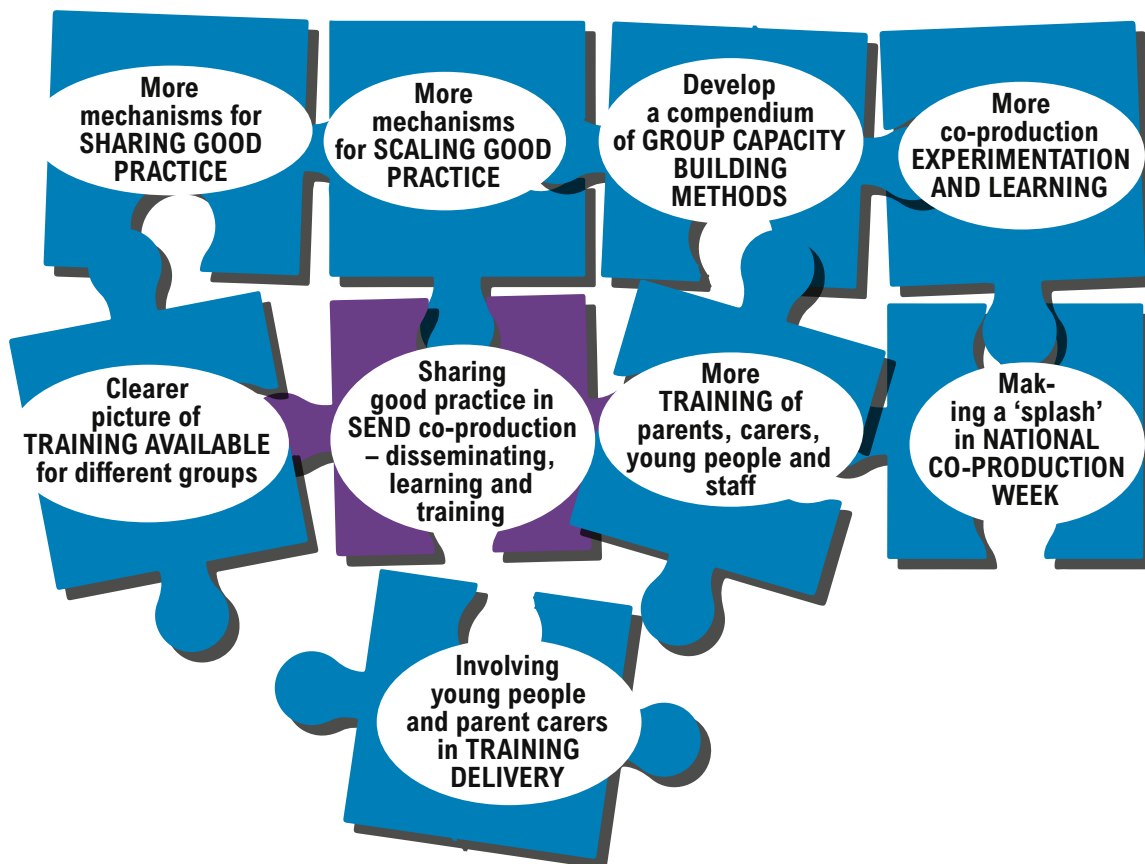 More
mechanisms for
SHARING GOOD
PRACTICE
More
mechanisms
for SCALING GOOD
PRACTICE
Develop
a compendium
of GROUP CAPACITY
BUILDING
METHODS
More
co-production
EXPERIMENTATION
AND LEARNING
Clearer
picture of
TRAINING AVAILABLE
for different groups
Sharing
good practice in
SEND co-production
– disseminating,
learning and
training
More
TRAINING of
parents, carers,
young people and
staff
Mak-
ing a ‘splash’
in NATIONAL
CO-PRODUCTION
WEEK
Involving
young people
and parent carers
in TRAINING
DELIVERY